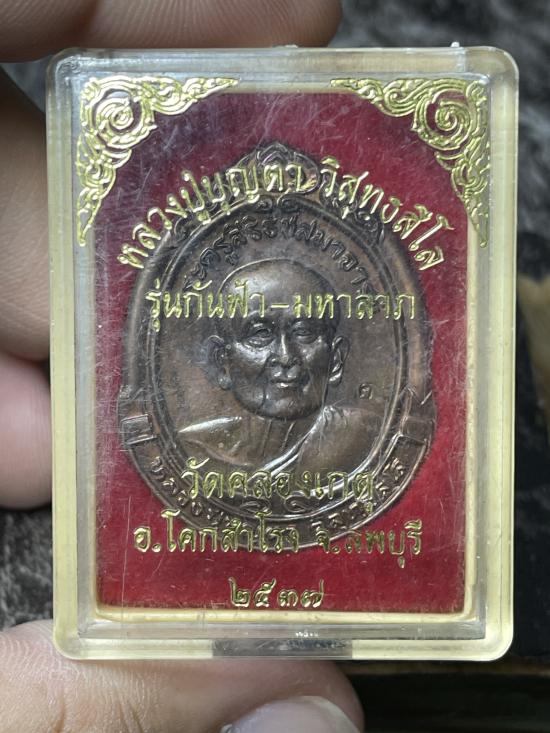 หลวงปู่บุญตา วิสุทธสีโล
รุ่นกันฟ้า-มหาลาภ
วัดคลองเกตุ
อ.โคกสำโรง จ.ลพบุรี
๒๕๓๗